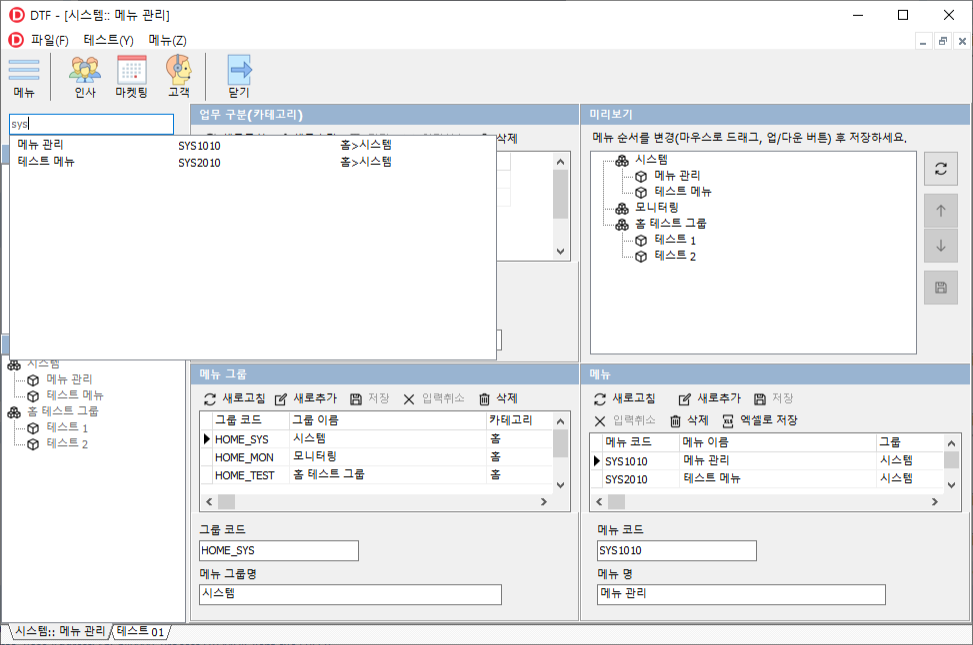 DTF - [시스템:: 메뉴 관리]
파일(F) 테스트(Y) 메뉴(Z)
메뉴 인사 마켓팅 고객 닫기
sys
메뉴 관리 SYS1010 홈>시스템
테스트 메뉴 SYS2010 홈>시스템
업무 구분(카테고리)
삭제
미리보기
메뉴 순서를 변경(마우스로 드래그, 업/다운 버튼) 후 저장하세요.
시스템
메뉴 관리
테스트 메뉴
모니터링
홈 테스트 그룹
테스트 1
테스트 2
시스템
메뉴 관리
테스트 메뉴
홈 테스트 그룹
테스트 1
테스트 2
메뉴 그룹
새로고침 새로추가 저장 입력취소 삭제
그룹 코드 그룹 이름 카테고리
HOME_SYS 시스템 홈
HOME_MON 모니터링 홈
HOME_TEST 홈 테스트 그룹 홈
그룹 코드
HOME_SYS
메뉴 그룹명
시스템
메뉴
새로고침 새로추가 저장
입력취소 삭제 엑셀로 저장
메뉴 코드 메뉴 이름 그룹
SYS1010 메뉴 관리 시스템
SYS2010 테스트 메뉴 시스템
메뉴 코드
SYS1010
메뉴 명
메뉴 관리
시스템:: 메뉴 관리 테스트 01